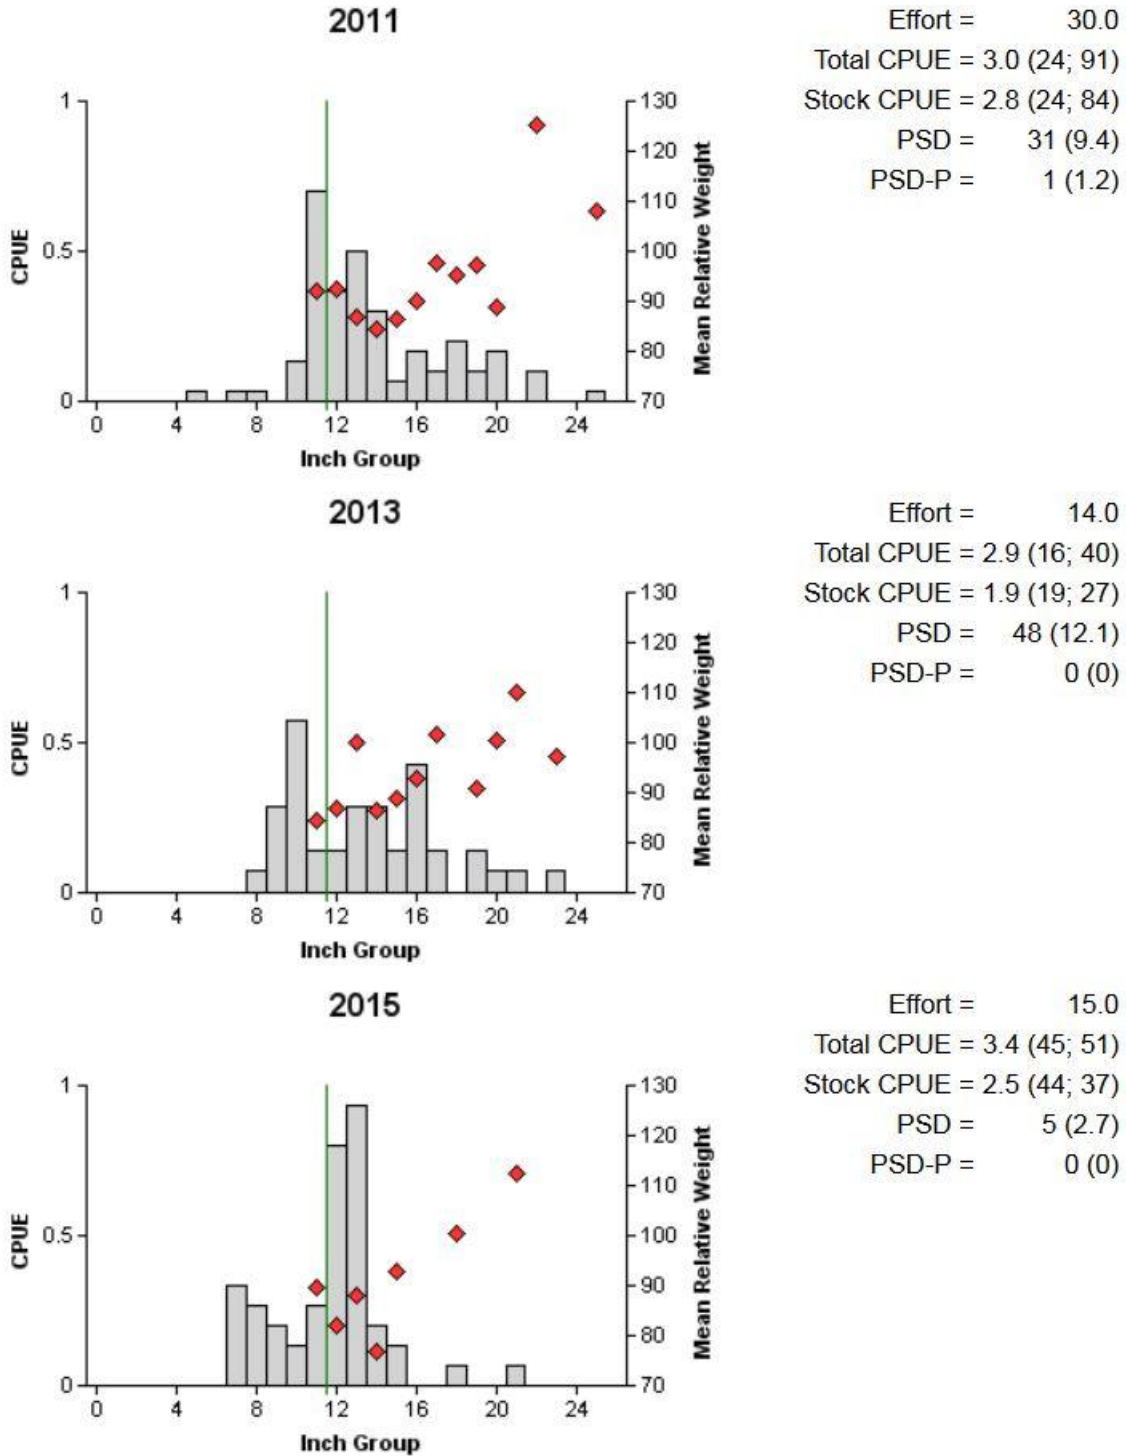 2011
Effort = 30.0
Total CPUE = 3.0 (24; 91)
Stock CPUE = 2.8 (24; 84)
PSD = 31 (9.4)
PSD-P = 1 (1.2)
CPUE
1
0.5
0
130
120
110
100
90
80
70
Mean Relative Weight
0 4 8 12 16 20 24
Inch Group
2013
Effort = 14.0
Total CPUE = 2.9 (16; 40)
Stock CPUE = 1.9 (19; 27)
PSD = 48 (12.1)
PSD-P = 0 (0)
CPUE
1
0.5
0
130
120
110
100
90
80
70
Mean Relative Weight
0 4 8 12 16 20 24
Inch Group
2015
Effort = 15.0
Total CPUE = 3.4 (45; 51)
Stock CPUE = 2.5 (44; 37)
PSD = 5 (2.7)
PSD-P = 0 (0)
CPUE
1
0.5
0
130
120
110
100
90
80
70
Mean Relative Weight
0 4 8 12 16 20 24
Inch Group